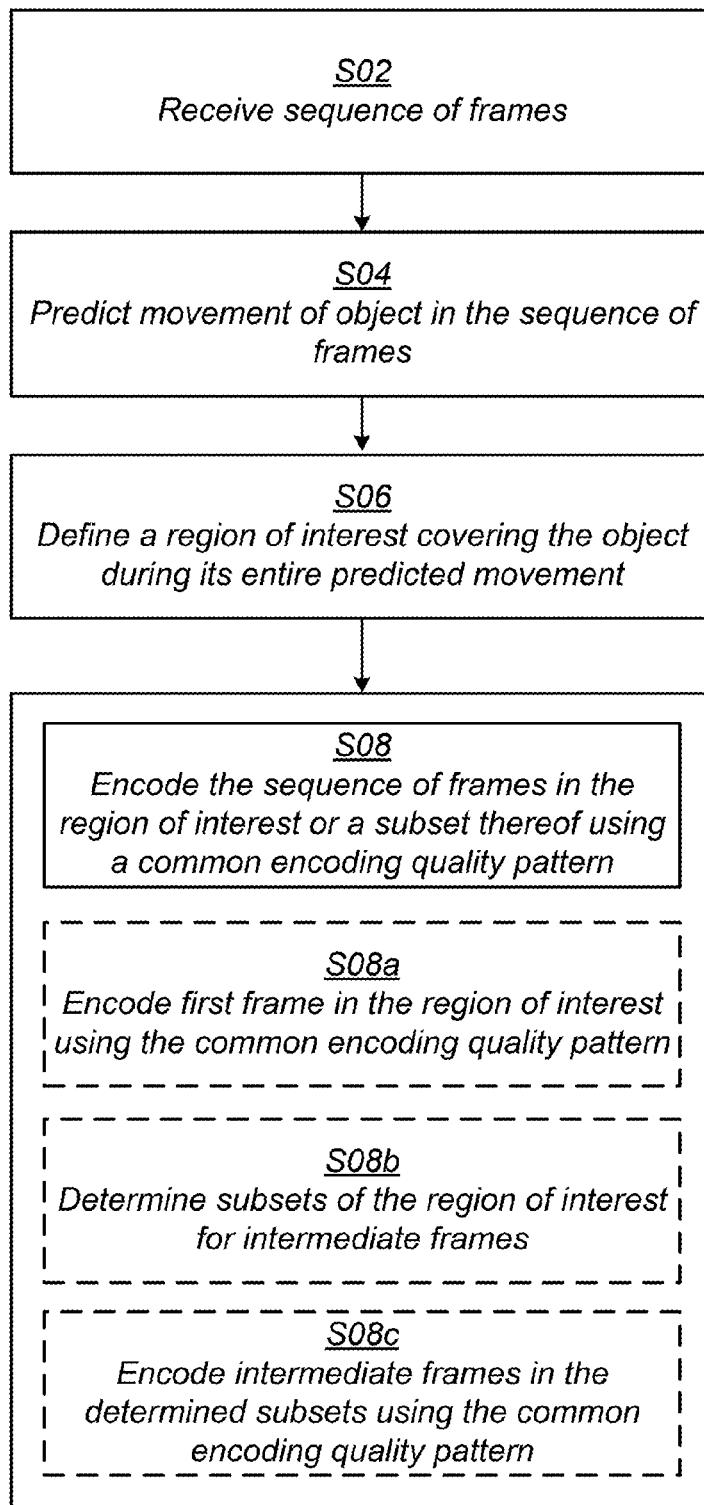 S02
Receive sequence of frames
S04
Predict movement of object in the sequence of
frames
S06
Define a region of interest covering the object
during its entire predicted movement
S08
Encode the sequence of frames in the
region of interest or a subset thereof using
a common encoding quality pattern
S08a
Encode first frame in the region of interest
using the common encoding quality pattern
S08b
Determine subsets of the region of interest
for intermediate frames
S08c
Encode intermediate frames in the
determined subsets using the common
encoding quality pattern